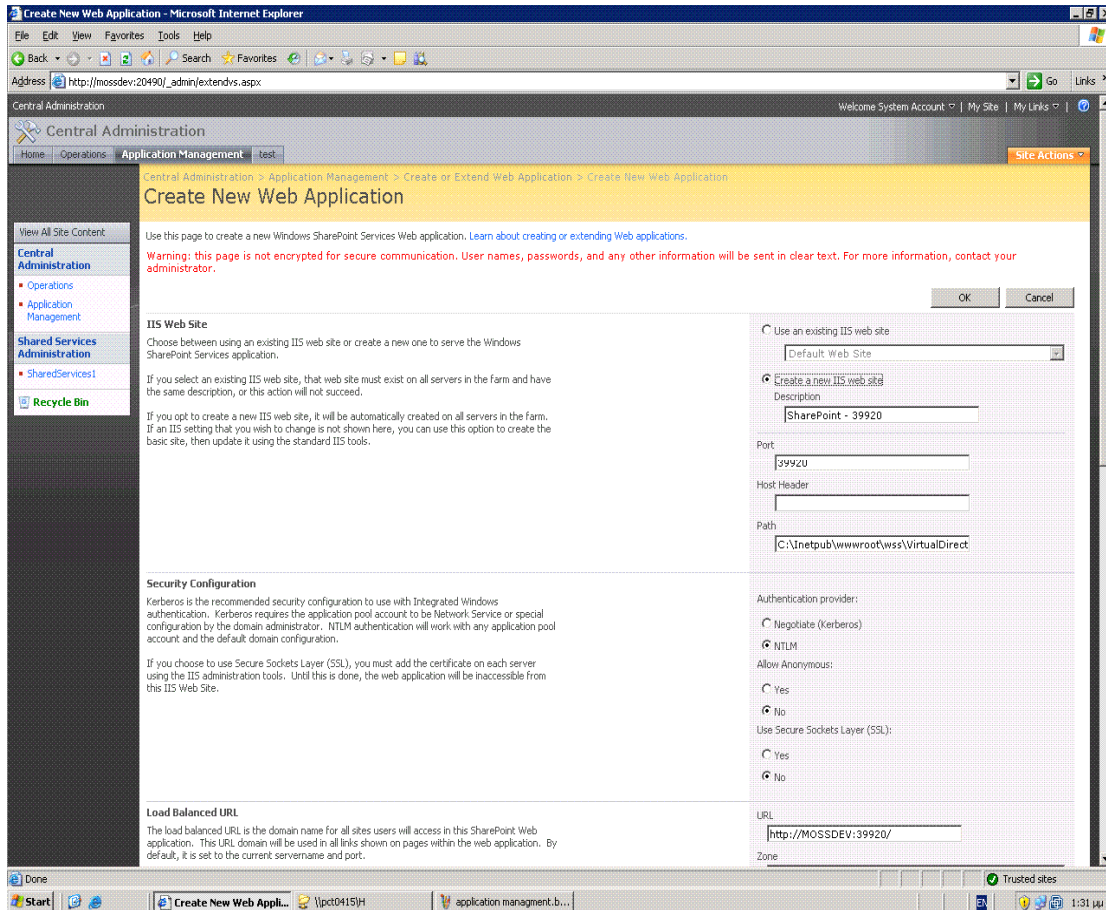 Create New Web Application - Microsoft Internet Explorer
File Edit View Favorites Tools Help
Back Search Favorites
Address http://mossdev:20490/_admin/extendvs.aspx Go Links
Central Administration Welcome System Account | My Site | My Links |
Central Administration
Home Operations Application Management test Site Actions
Central Administration > Application Management > Create or Extend Web Application > Create New Web Application
Create New Web Application
View All Site Content
Central Administration
Operations
Application Management
Shared Services Administration
SharedServices1
Recycle Bin
Use this page to create a new Windows SharePoint Services Web application. Learn about creating or extending Web applications.
Warning: this page is not encrypted for secure communication. User names, passwords, and any other information will be sent in clear text. For more information, contact your
administrator.
OK Cancel
IIS Web Site
Choose between using an existing IIS web site or create a new one to serve the Windows
SharePoint Services application.
If you select an existing IIS web site, that web site must exist on all servers in the farm and have
the same description, or this action will not succeed.
If you opt to create a new IIS web site, it will be automatically created on all servers in the farm.
If an IIS setting that you wish to change is not shown here, you can use this option to create the
basic site, then update it using the standard IIS tools.
Use an existing IIS web site
Default Web Site
Create a new IIS web site
Description
SharePoint - 39920
Port
39920
Host Header
Path
C:\Inetpub\wwwroot\wss\VirtualDirect
Security Configuration
Kerberos is the recommended security configuration to use with Integrated Windows
authentication. Kerberos requires the application pool account to be Network Service or special
configuration by the domain administrator. NTLM authentication will work with any application pool
account and the default domain configuration.
If you choose to use Secure Sockets Layer (SSL), you must add the certificate on each server
using the IIS administration tools. Until this is done, the web application will be inaccessible from
this IIS Web Site.
Authentication provider:
Negotiate (Kerberos)
NTLM
Allow Anonymous:
Yes
No
Use Secure Sockets Layer (SSL):
Yes
No
Load Balanced URL
The load balanced URL is the domain name for all sites users will access in this SharePoint Web
application. This URL domain will be used in all links shown on pages within the web application. By
default, it is set to the current servername and port.
URL
http://MOSSDEV:39920/
Zone
Done Trusted sites
Start Create New Web Appli... \\pct0415\H application managment.b... EN 1:31 μμ